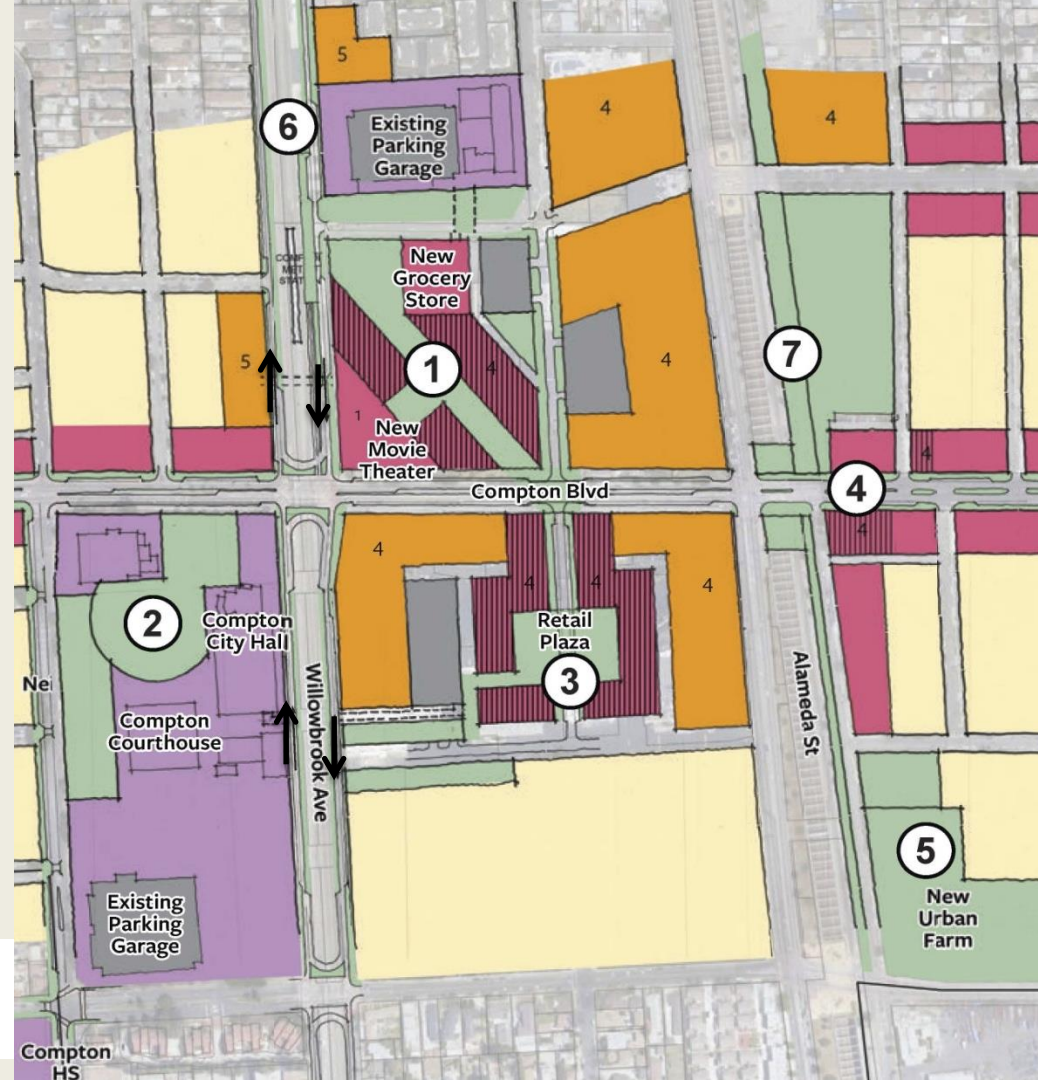 5
4
4
6
Existing
Parking
Garage
New
Grocery
Store
5
1
4
4
7
1
New
Movie
Theater
Compton Blvd
4
4
4
4
4
4
4
2
Compton
City Hall
Retail
Plaza
3
Compton
Courthouse
Willowbrook Ave
Alameda St
5
New
Urban
Farm
Existing
Parking
Garage
Compton
HS